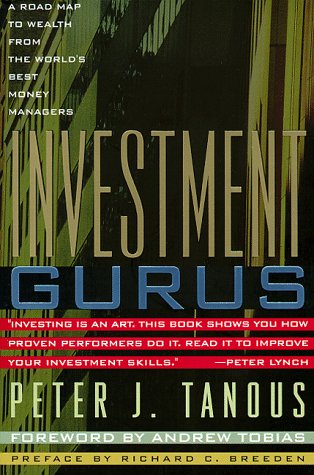 A ROAD MAP
TO WEALTH
FROM
THE WORLD'S
BEST
MONEY
MANAGERS
INVESTMENT
GURUS
"INVESTING IS AN ART. THIS BOOK SHOWS YOU HOW
PROVEN PERFORMERS DO IT. READ IT TO IMPROVE
YOUR INVESTMENT SKILLS." —PETER LYNCH
PETER J. TANOUS
FOREWORD BY ANDREW TOBIAS
PREFACE BY RICHARD C. BREEDEN